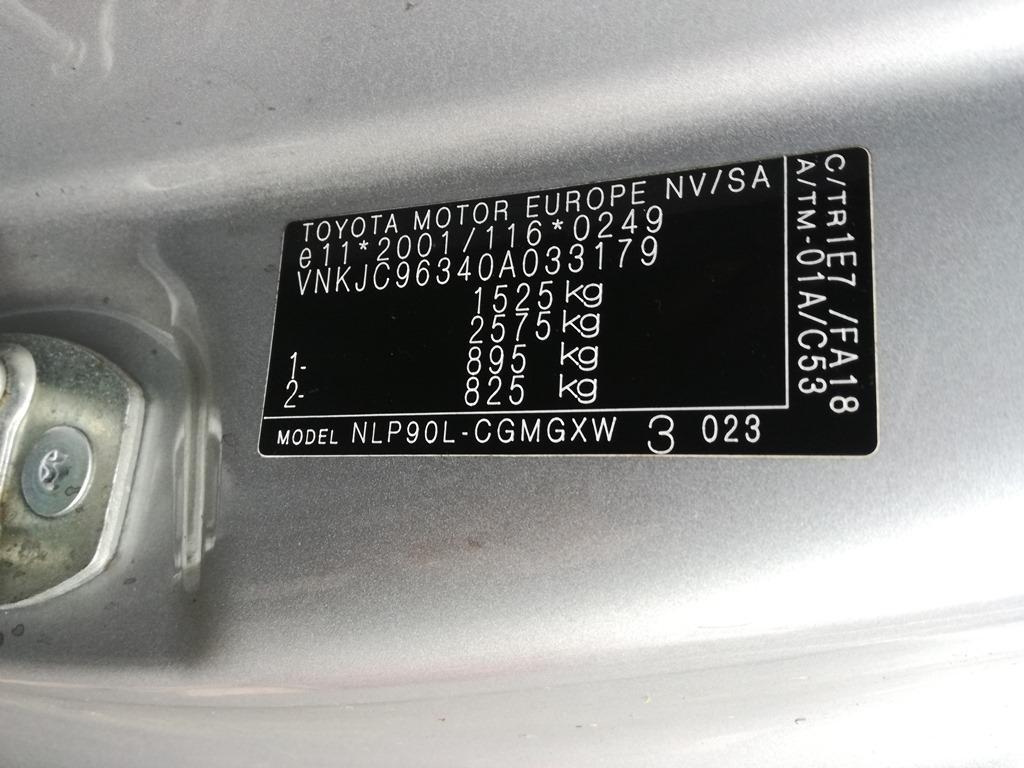 TOYOTA MOTOR EUROPE NV/SA
e11*2001/116*0249
VNKJC96340A033179
1525 kg
2575 kg
1- 895 kg
2- 825 kg
MODEL NLP90L-CGMGXW 3 023
C/TR1E7 /FA18
A/TM-01A/C53